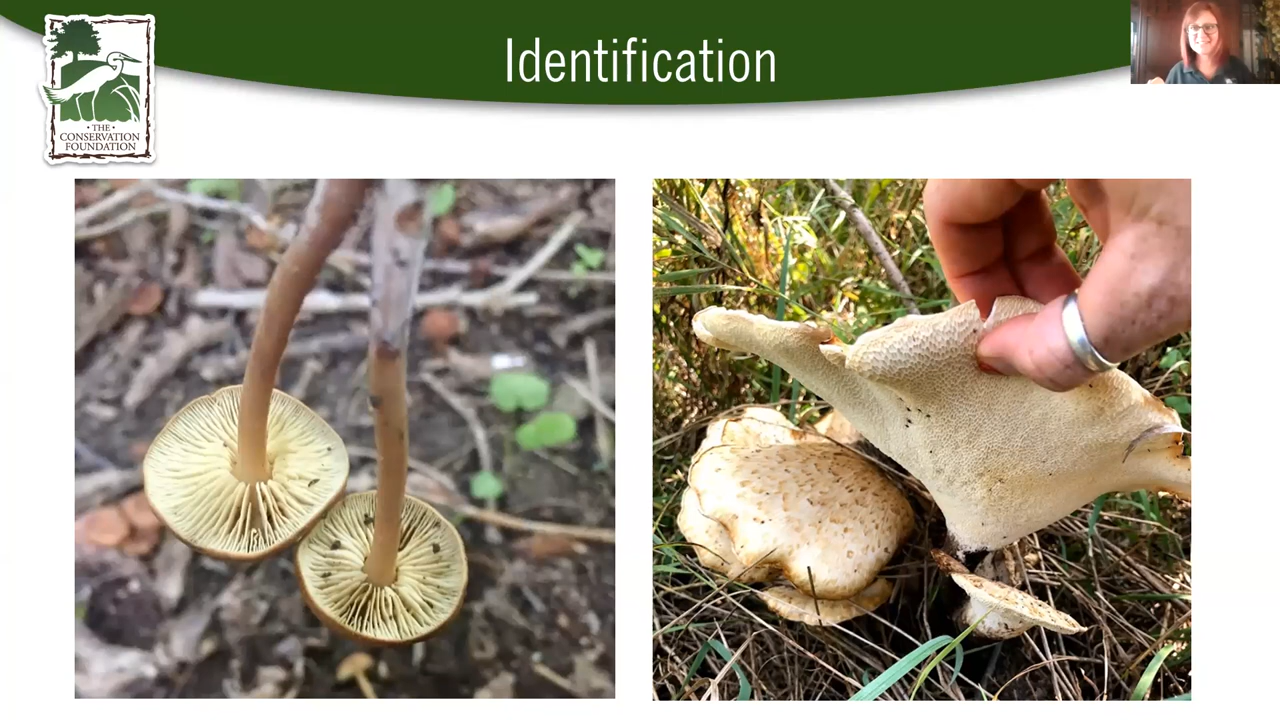 Identification
• THE •
CONSERVATION
FOUNDATION